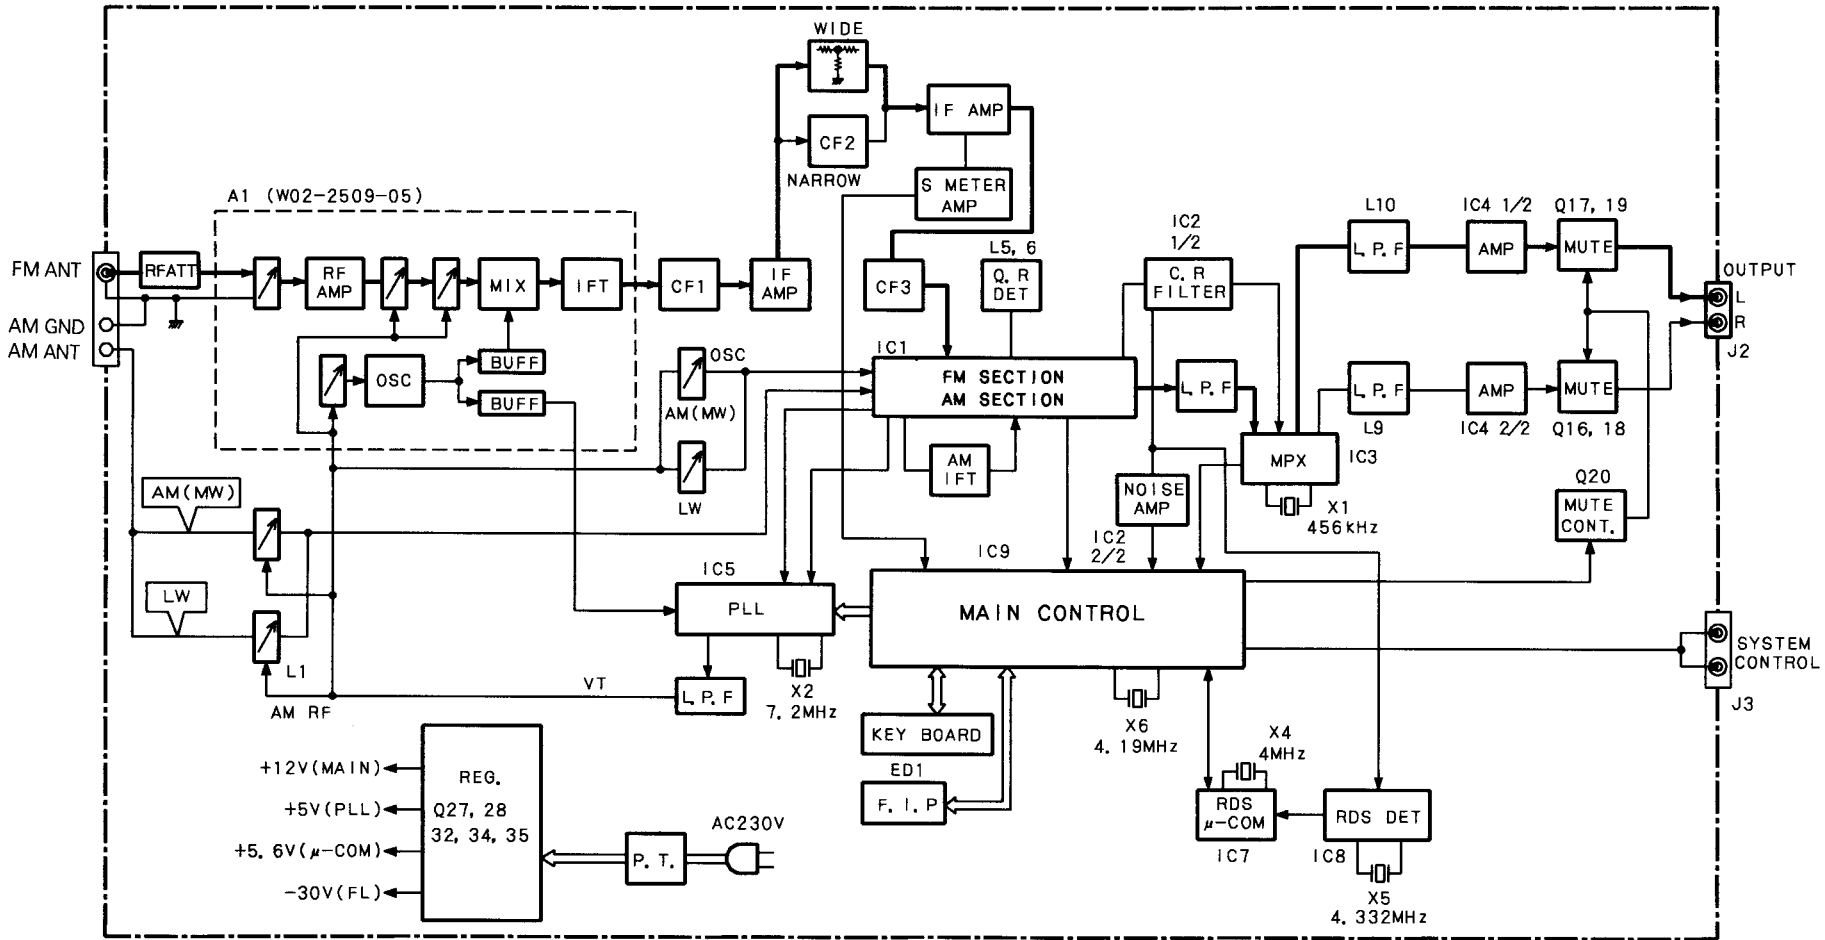 WIDE
IF AMP
CF2
NARROW
S METER
AMP
A1 (W02-2509-05)
FM ANT
AM GND
AM ANT
RFATT
RF
AMP
MIX
IFT
CF1
IF
AMP
CF3
L5, 6
Q. R
DET
IC2
1/2
C. R
FILTER
L10
L. P. F
IC4 1/2
AMP
Q17, 19
MUTE
OUTPUT
L
R
J2
OSC
BUFF
BUFF
OSC
AM(MW)
LW
IC1
FM SECTION
AM SECTION
AM
IFT
L. P. F
L. P. F
L9
AMP
IC4 2/2
MUTE
Q16, 18
MPX
IC3
X1
456kHz
NOISE
AMP
IC2
2/2
Q20
MUTE
CONT.
AM(MW)
LW
L1
AM RF
VT
IC5
PLL
L. P. F
X2
7. 2MHz
IC9
MAIN CONTROL
X6
4. 19MHz
KEY BOARD
ED1
F. I. P
SYSTEM
CONTROL
J3
X4
4MHz
RDS
μ-COM
IC7
RDS DET
IC8
X5
4. 332MHz
+12V(MAIN)
+5V(PLL)
+5. 6V(μ-COM)
-30V(FL)
REG.
Q27, 28
32, 34, 35
P. T.
AC230V